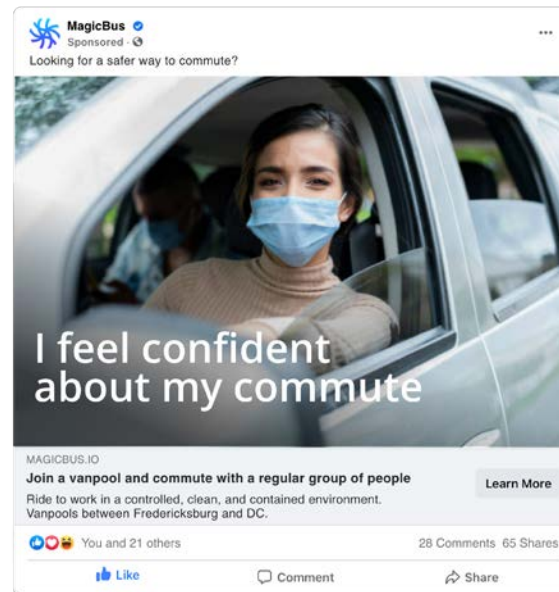 MagicBus
Sponsored ·
Looking for a safer way to commute?
I feel confident
about my commute
MAGICBUS.IO
Join a vanpool and commute with a regular group of people
Ride to work in a controlled, clean, and contained environment.
Vanpools between Fredericksburg and DC.
Learn More
You and 21 others
28 Comments 65 Shares
Like
Comment
Share